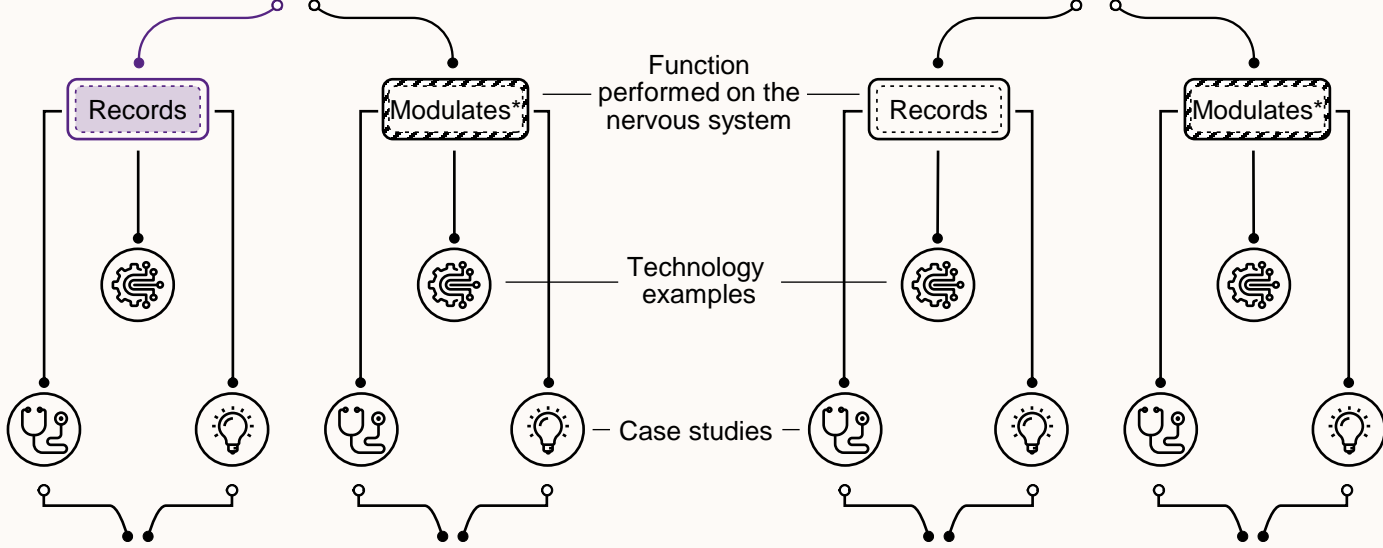 Function
performed on the
nervous system
Records
Modulates*
Records
Modulates*
Technology
examples
Case studies